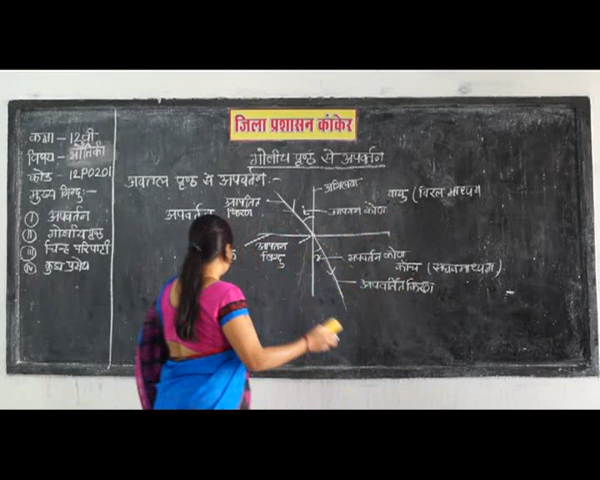 जिला प्रशासन कांकेर
कक्षा - 12वी
विषय - भौतिकी
कोड - 12P0201
मुख्य बिन्दु :-
I अपवर्तन
II गोलीय पृष्ठ
III चिन्ह परिपाटी
IV कुछ प्रमेय
गोलीय पृष्ठ से अपवर्तन
अवतल पृष्ठ से अपवर्तन :-
अभिलम्ब
वायु (विरल माध्यम
आपतित किरण
अपवर्तन
i
आपतन कोण
आपतन बिन्दु
r
अपवर्तन कोण
काँच (सघन माध्यम)
अपवर्तित किरण